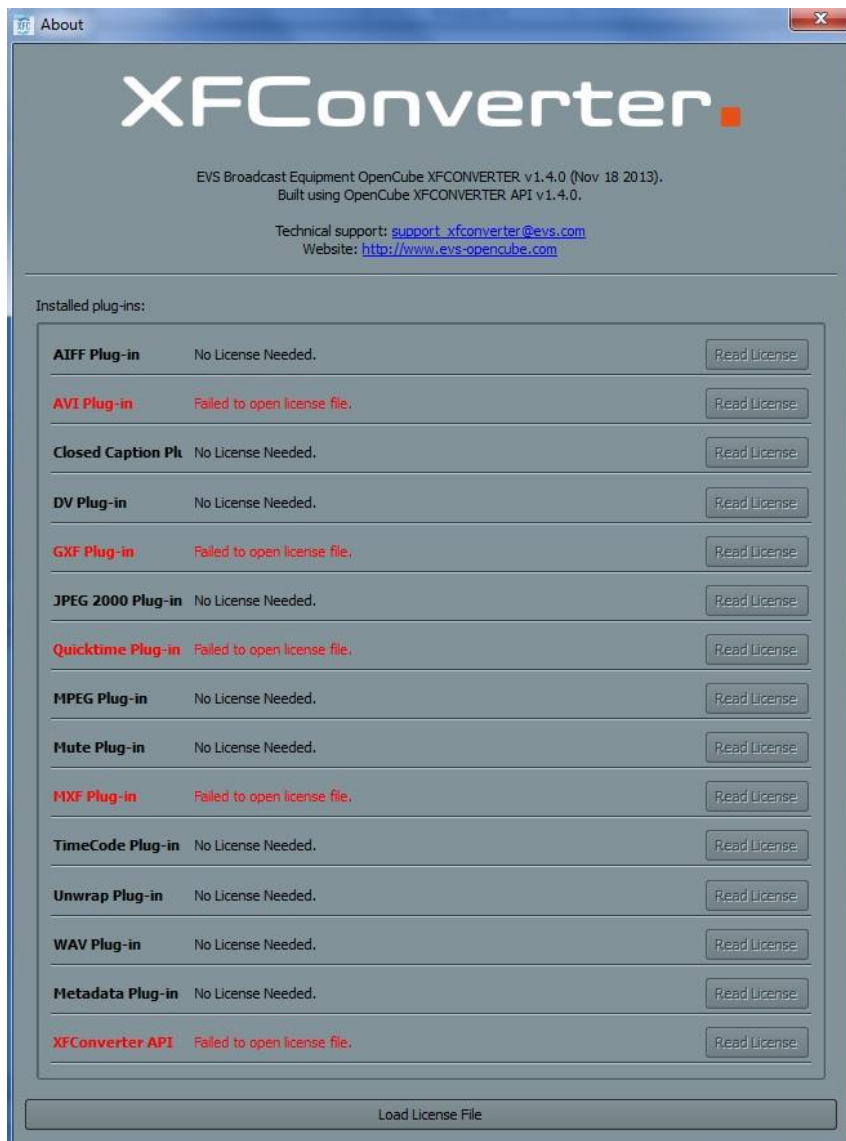 XFC About
XFConverter.
EVS Broadcast Equipment OpenCube XFCONVERTER v1.4.0 (Nov 18 2013).
Built using OpenCube XFCONVERTER API v1.4.0.
Technical support: support_xfconverter@evs.com
Website: http://www.evs-opencube.com
Installed plug-ins:
AIFF Plug-in No License Needed. Read License
AVI Plug-in Failed to open license file. Read License
Closed Caption Plu No License Needed. Read License
DV Plug-in No License Needed. Read License
GXF Plug-in Failed to open license file. Read License
JPEG 2000 Plug-in No License Needed. Read License
Quicktime Plug-in Failed to open license file. Read License
MPEG Plug-in No License Needed. Read License
Mute Plug-in No License Needed. Read License
MXF Plug-in Failed to open license file. Read License
TimeCode Plug-in No License Needed. Read License
Unwrap Plug-in No License Needed. Read License
WAV Plug-in No License Needed. Read License
Metadata Plug-in No License Needed. Read License
XFConverter API Failed to open license file. Read License
Load License File